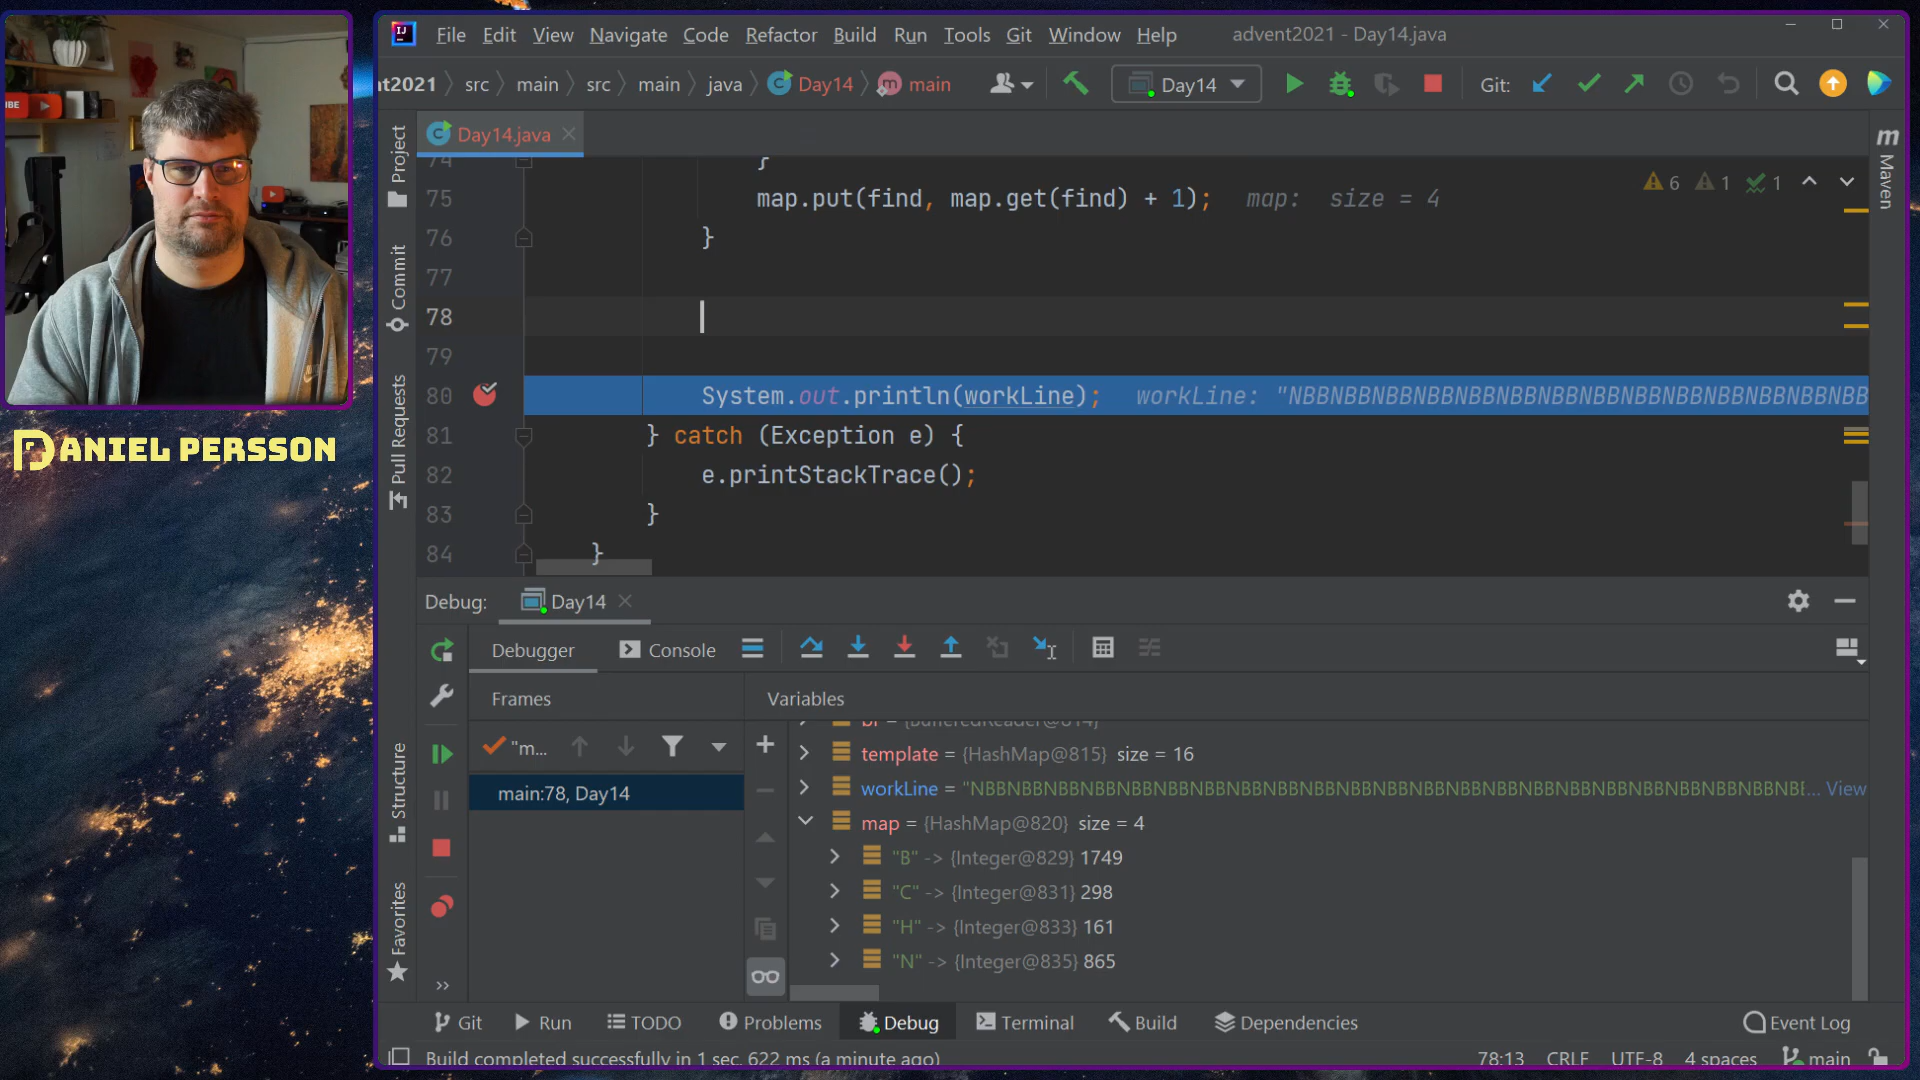 IJ File Edit View Navigate Code Refactor Build Run Tools Git Window Help advent2021 - Day14.java
nt2021 src main src main java Day14 main Day14 Git:
Day14.java
Project
Commit
Pull Requests
Structure
Favorites
m Maven
74 }
75 map.put(find, map.get(find) + 1); map: size = 4
6 1 1
76 }
77
78
79
80 System.out.println(workLine); workLine: "NBBNBBNBBNBBNBBNBBNBBNBBNBBNBBNBBNBBNBBNBB
81 } catch (Exception e) {
82 e.printStackTrace();
83 }
84 }
DANIEL PERSSON
Debug: Day14
Debugger Console
Frames Variables
"m...
main:78, Day14
br = {BufferedReader@814}
template = {HashMap@815} size = 16
map = {HashMap@820} size = 4
"B" -> {Integer@829} 1749
"C" -> {Integer@831} 298
"H" -> {Integer@833} 161
"N" -> {Integer@835} 865
Git Run TODO Problems Debug Terminal Build Dependencies Event Log
Build completed successfully in 1 sec, 622 ms (a minute ago) 78:13 CRLF UTF-8 4 spaces main